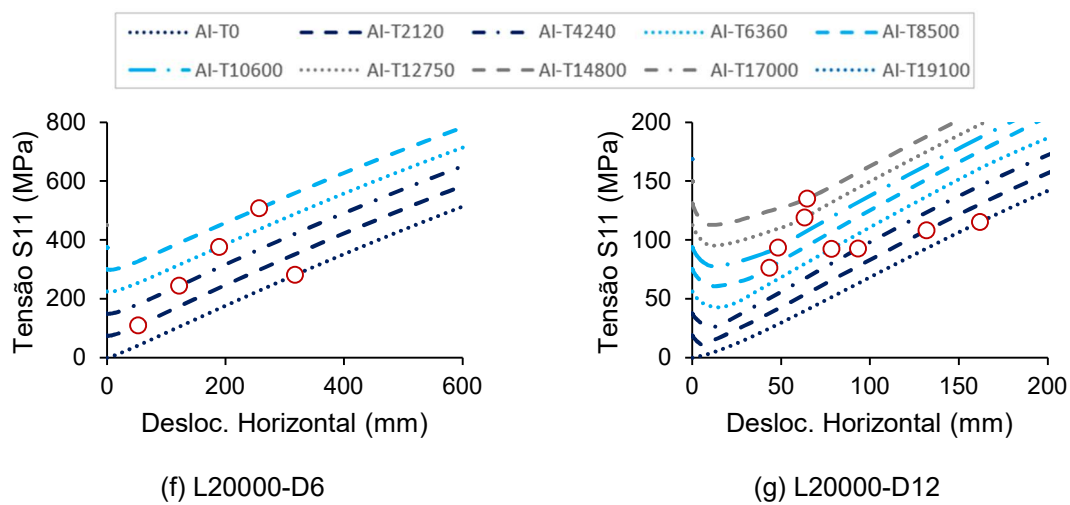 AI-T0 AI-T2120 AI-T4240 AI-T6360 AI-T8500
AI-T10600 AI-T12750 AI-T14800 AI-T17000 AI-T19100
800
600
400
200
0
Tensão S11 (MPa)
0 200 400 600
Desloc. Horizontal (mm)
(f) L20000-D6
200
150
100
50
0
Tensão S11 (MPa)
0 50 100 150 200
Desloc. Horizontal (mm)
(g) L20000-D12